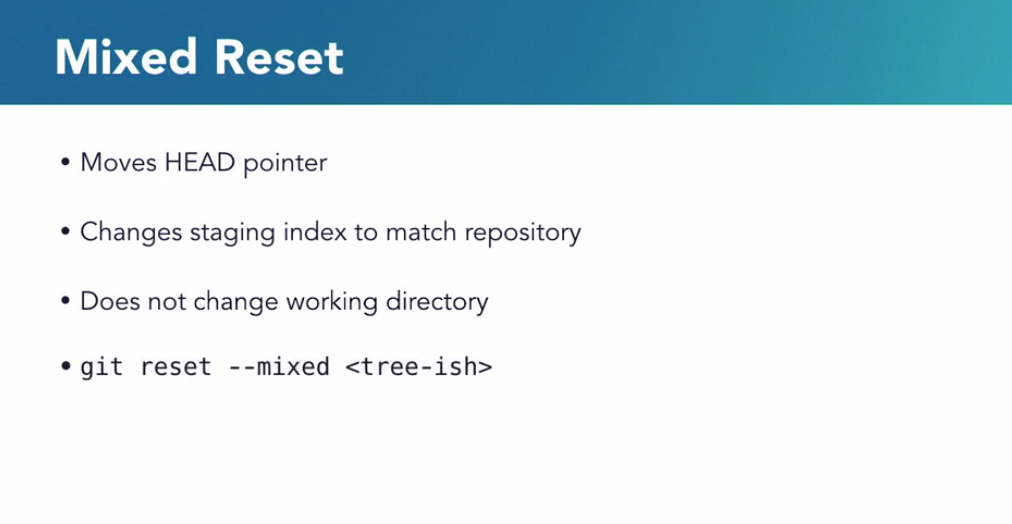 Mixed Reset
• Moves HEAD pointer
• Changes staging index to match repository
• Does not change working directory
• git reset --mixed <tree-ish>